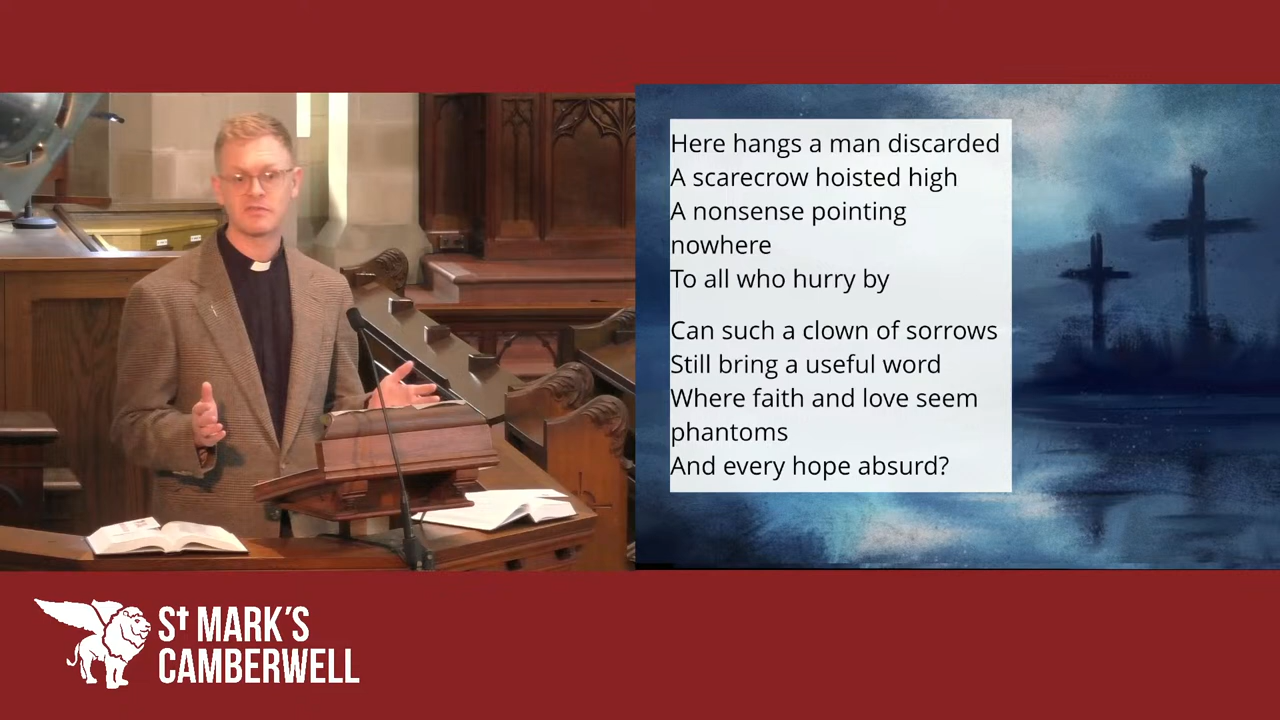 Here hangs a man discarded
A scarecrow hoisted high
A nonsense pointing
nowhere
To all who hurry by
Can such a clown of sorrows
Still bring a useful word
Where faith and love seem
phantoms
And every hope absurd?
S† MARK'S
CAMBERWELL